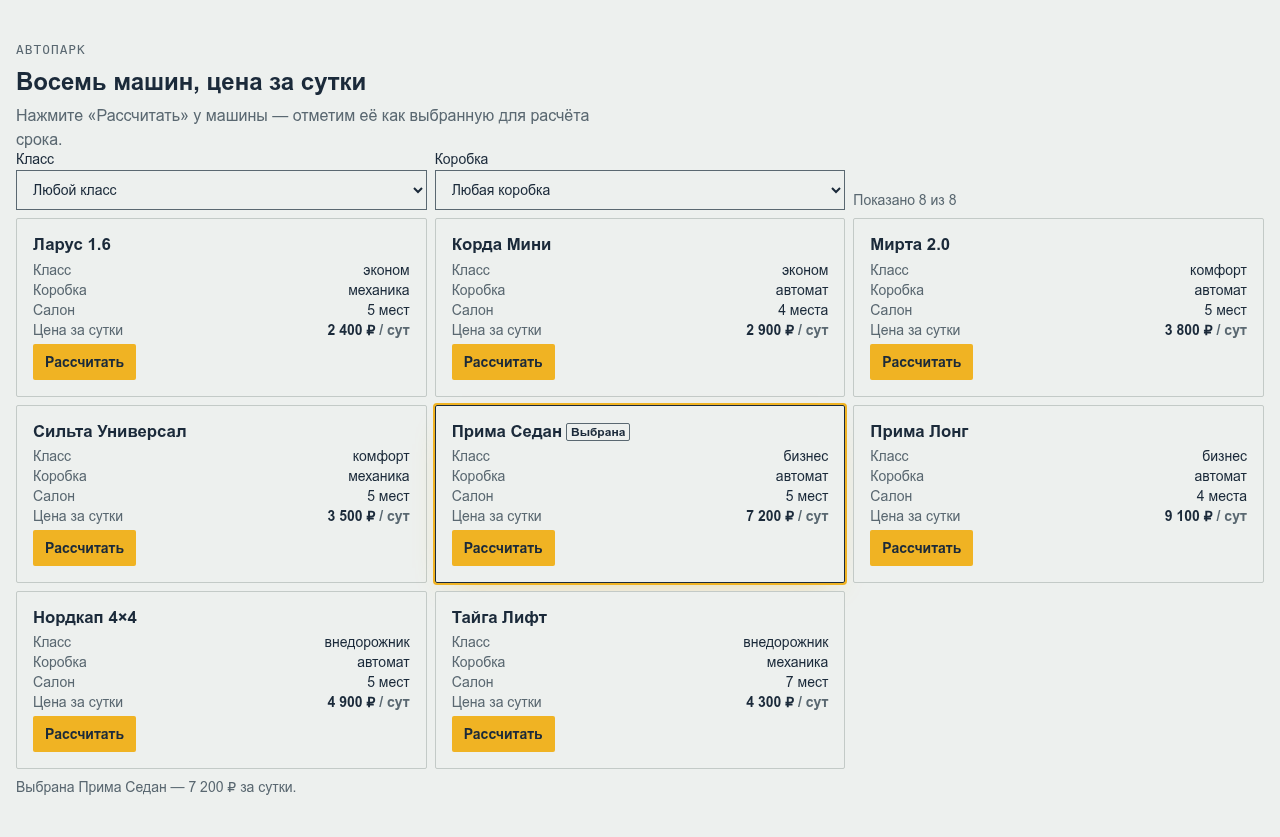 АВТОПАРК
Восемь машин, цена за сутки
Нажмите «Рассчитать» у машины — отметим её как выбранную для расчёта
срока.
Класс
Любой класс
Коробка
Любая коробка
Показано 8 из 8
Ларус 1.6
Класс эконом
Коробка механика
Салон 5 мест
Цена за сутки 2 400 ₽ / сут
Рассчитать
Корда Мини
Класс эконом
Коробка автомат
Салон 4 места
Цена за сутки 2 900 ₽ / сут
Рассчитать
Мирта 2.0
Класс комфорт
Коробка автомат
Салон 5 мест
Цена за сутки 3 800 ₽ / сут
Рассчитать
Сильта Универсал
Класс комфорт
Коробка механика
Салон 5 мест
Цена за сутки 3 500 ₽ / сут
Рассчитать
Прима Седан Выбрана
Класс бизнес
Коробка автомат
Салон 5 мест
Цена за сутки 7 200 ₽ / сут
Рассчитать
Прима Лонг
Класс бизнес
Коробка автомат
Салон 4 места
Цена за сутки 9 100 ₽ / сут
Рассчитать
Нордкап 4×4
Класс внедорожник
Коробка автомат
Салон 5 мест
Цена за сутки 4 900 ₽ / сут
Рассчитать
Тайга Лифт
Класс внедорожник
Коробка механика
Салон 7 мест
Цена за сутки 4 300 ₽ / сут
Рассчитать
Выбрана Прима Седан — 7 200 ₽ за сутки.